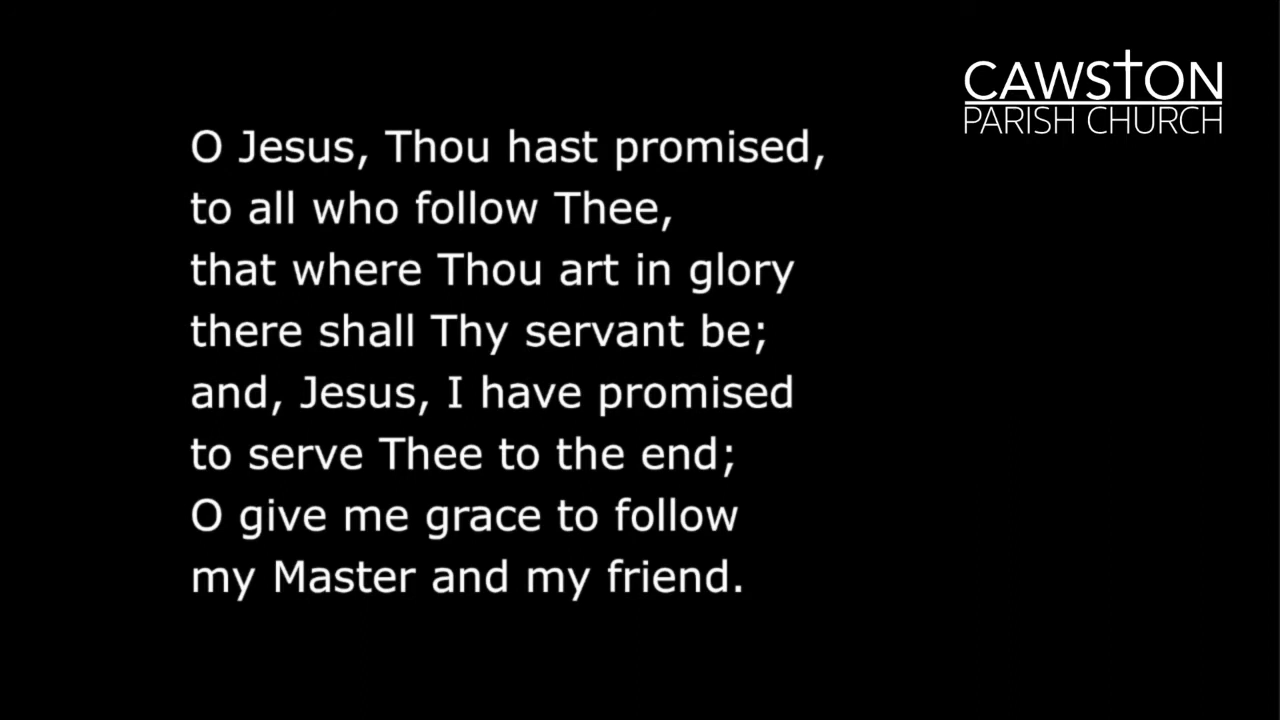 CAWSTON
PARISH CHURCH
O Jesus, Thou hast promised,
to all who follow Thee,
that where Thou art in glory
there shall Thy servant be;
and, Jesus, I have promised
to serve Thee to the end;
O give me grace to follow
my Master and my friend.